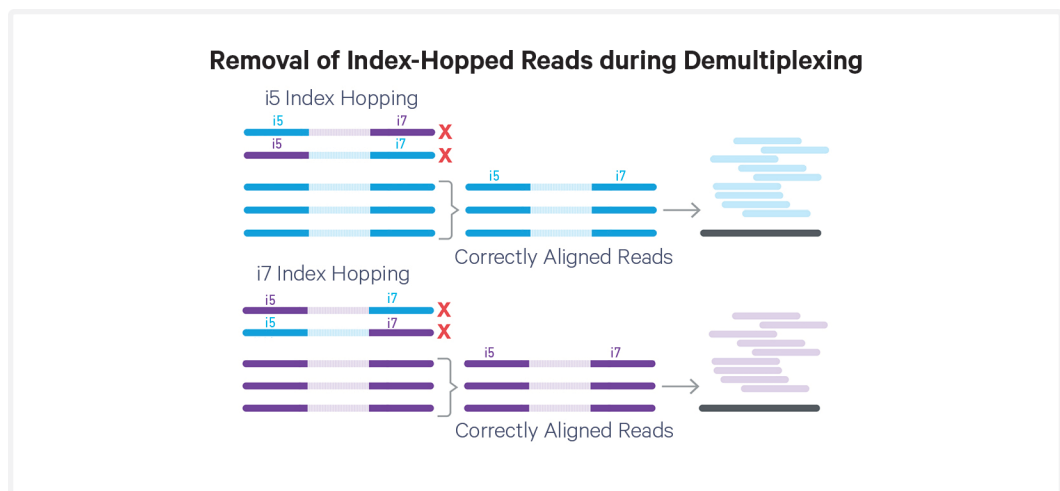 Removal of Index-Hopped Reads during Demultiplexing
i5 Index Hopping
i5 i7 X
i5 i7 X
i5 i7
Correctly Aligned Reads
i7 Index Hopping
i5 i7 X
i5 i7 X
i5 i7
Correctly Aligned Reads